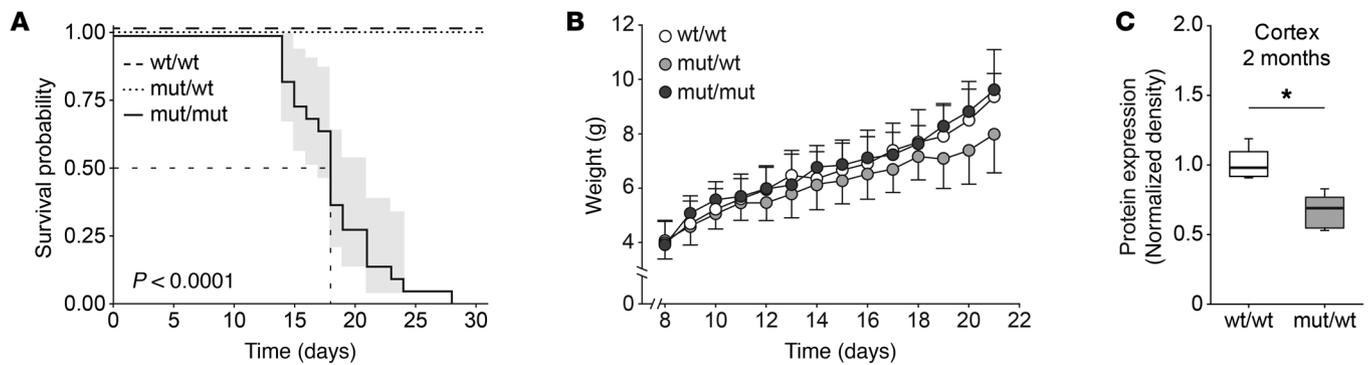 A
Survival probability
1.00
0.75
0.50
0.25
0.00
wt/wt
mut/wt
mut/mut
P < 0.0001
0 5 10 15 20 25 30
Time (days)
B
Weight (g)
12
10
8
6
4
0
wt/wt
mut/wt
mut/mut
8 10 12 14 16 18 20 22
Time (days)
C
Protein expression
(Normalized density)
2.0
1.5
1.0
0.5
0
Cortex
2 months
*
wt/wt mut/wt